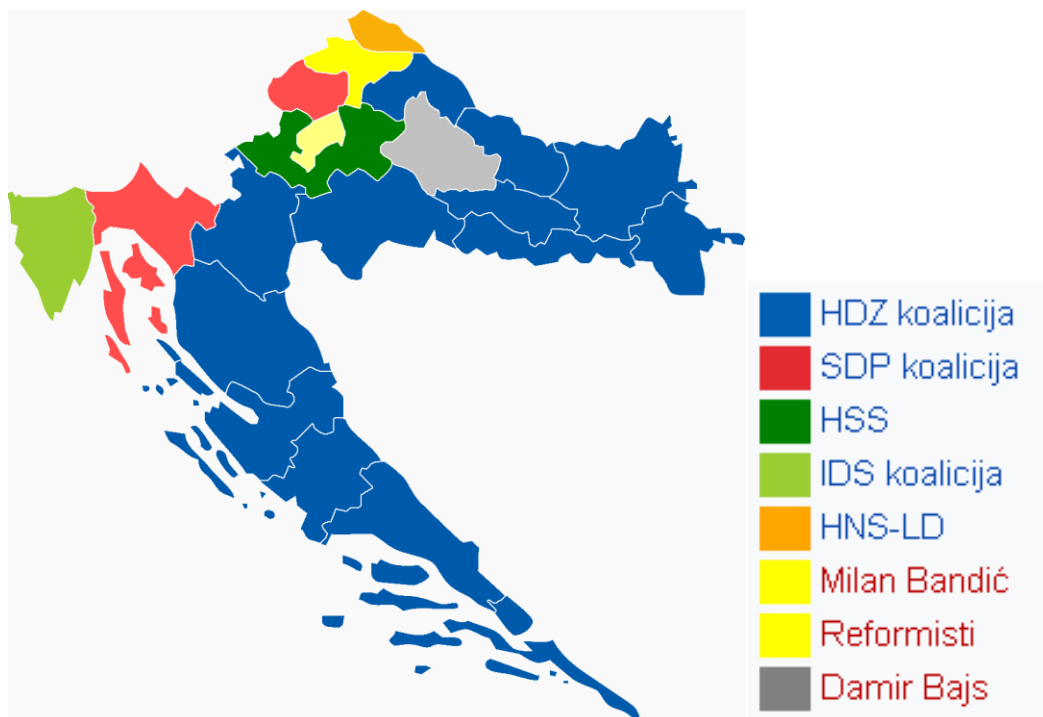 HDZ koalicija
SDP koalicija
HSS
IDS koalicija
HNS-LD
Milan Bandić
Reformisti
Damir Bajs